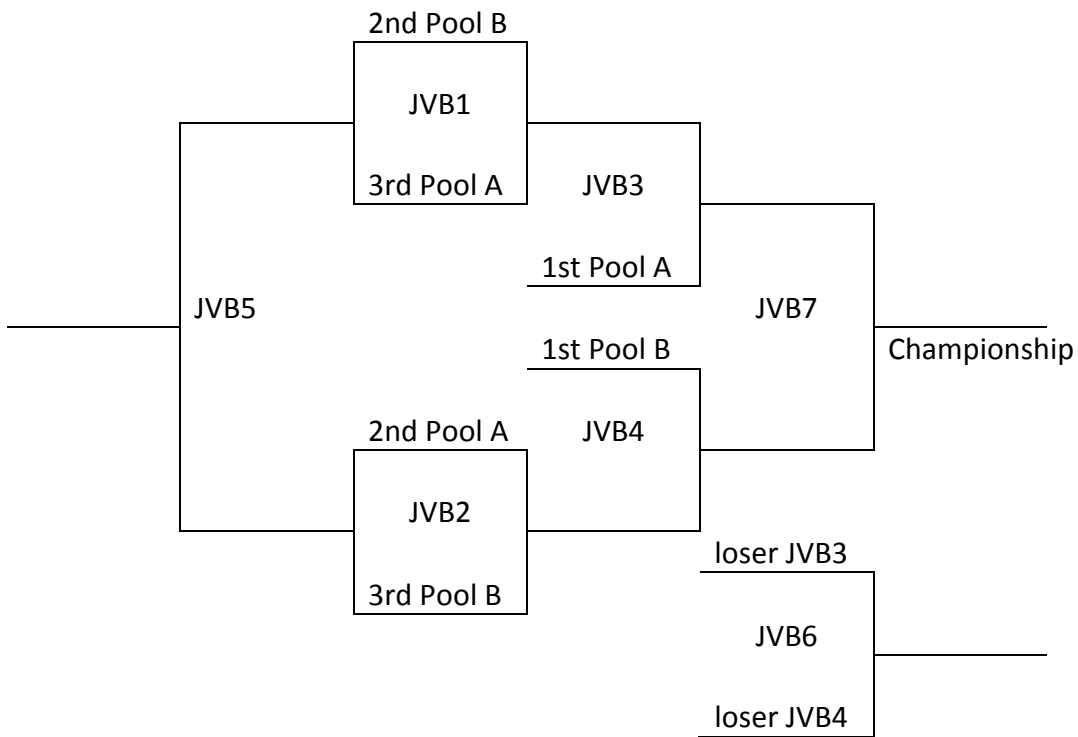 2nd Pool B
JVB1
3rd Pool A
JVB3
1st Pool A
JVB5
JVB7
1st Pool B
Championship
2nd Pool A
JVB4
JVB2
loser JVB3
3rd Pool B
JVB6
loser JVB4